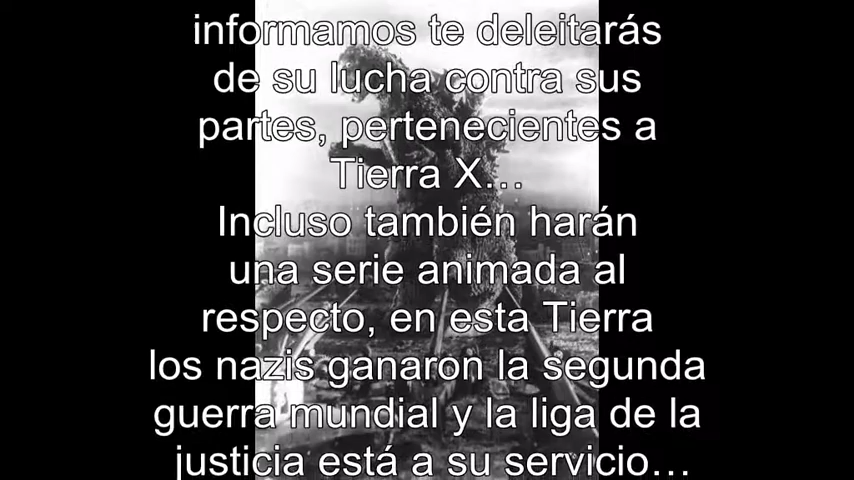 informamos te deleitarás
de su lucha contra sus
partes, pertenecientes a
Tierra X...
Incluso también harán
una serie animada al
respecto, en esta Tierra
los nazis ganaron la segunda
guerra mundial y la liga de la
justicia está a su servicio...